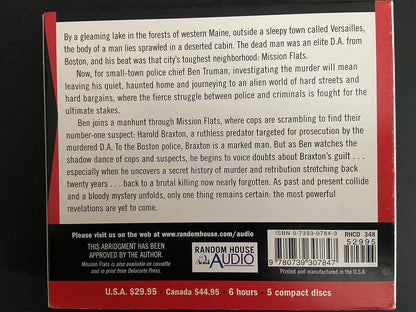 By a gleaming lake in the forests of western Maine, outside a sleepy town called Versailles,
the body of a man lies sprawled in a deserted cabin. The dead man was an elite D.A. from
Boston, and his beat was that city's toughest neighborhood: Mission Flats.
Now, for small-town police chief Ben Truman, investigating the murder will mean
leaving his quiet, haunted home and journeying to an alien world of hard streets and
hard bargains, where the fierce struggle between police and criminals is fought for the
ultimate stakes.
Ben joins a manhunt through Mission Flats, where cops are scrambling to find their
number-one suspect: Harold Braxton, a ruthless predator targeted for prosecution by the
murdered D.A. To the Boston police, Braxton is a marked man. But as Ben watches the
shadow dance of cops and suspects, he begins to voice doubts about Braxton's guilt . . .
especially when he uncovers a secret history of murder and retribution stretching back
twenty years . . . back to a brutal killing now nearly forgotten. As past and present collide
and a bloody mystery unfolds, only one thing remains certain: the most powerful
revelations are yet to come.
Please visit us on the web at www.randomhouse.com/audio
THIS ABRIDGMENT HAS BEEN
APPROVED BY THE AUTHOR.
Mission Flats is also available on cassette
and in print from Delacorte Press.
RANDOM HOUSE
AUDIO
ISBN 0-7393-0784-3
RHCD 348
52995
9 780739 307847
Printed and manufactured in the U.S.A.
U.S.A. $29.95 · Canada $44.95 · 6 hours · 5 compact discs